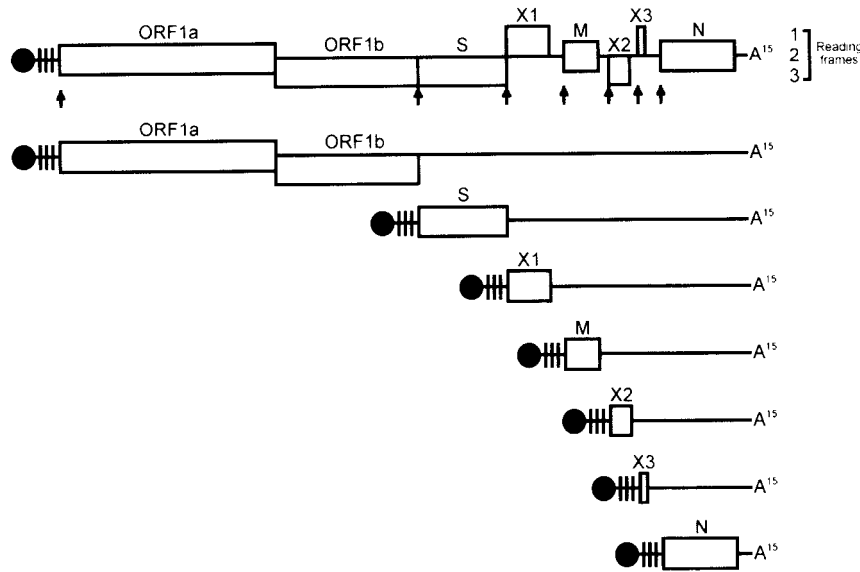 X1 X3
ORF1a M N
ORF1b S X2
A¹⁵
1
2
3
Reading
frames
ORF1a
ORF1b
A¹⁵
S
A¹⁵
X1
A¹⁵
M
A¹⁵
X2
A¹⁵
X3
A¹⁵
N
A¹⁵